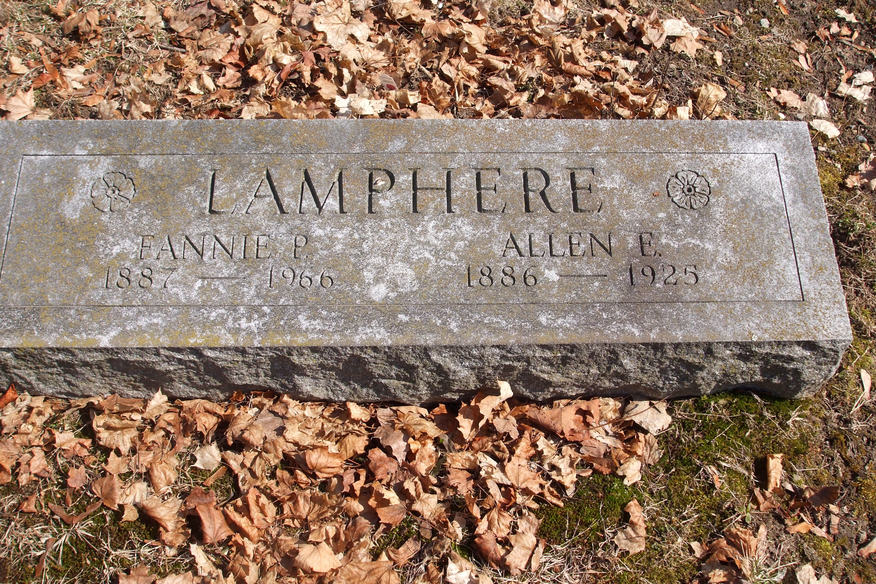 LAMPHERE
FANNIE P. ALLEN E.
1887 — 1966 1886 — 1925